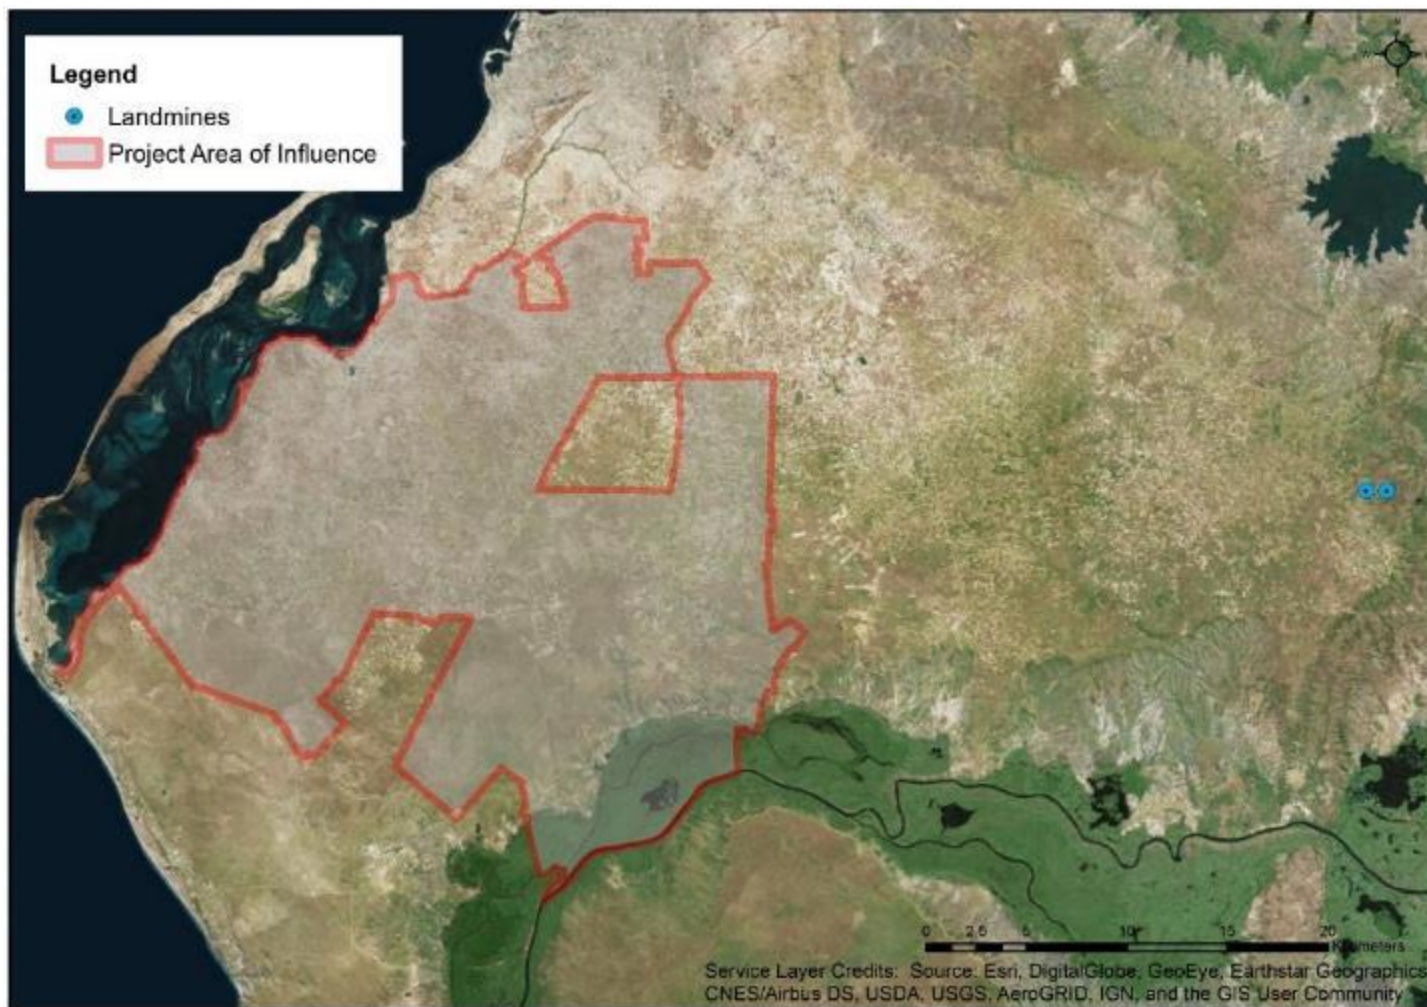 Legend
Landmines
Project Area of Influence
0 2.5 5 10 15 20
Kilometers
Service Layer Credits: Source: Esri, DigitalGlobe, GeoEye, Earthstar Geographics
CNES/Airbus DS, USDA, USGS, AeroGRID, IGN, and the GIS User Community